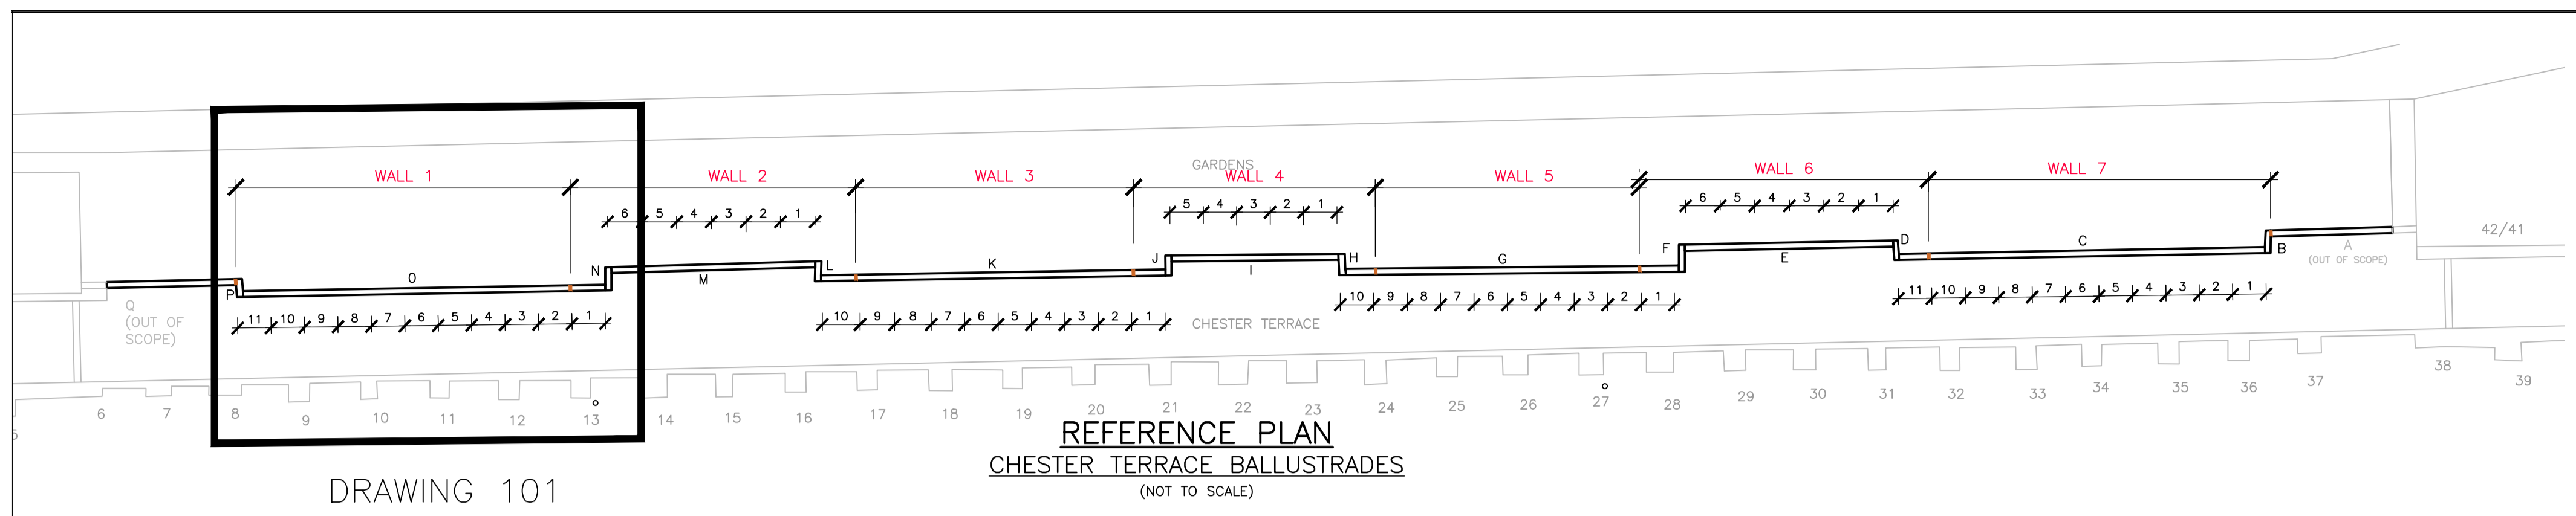 GARDENS
WALL 1
WALL 2
WALL 3
WALL 4
WALL 5
WALL 6
WALL 7
6 5 4 3 2 1
5 4 3 2 1
6 5 4 3 2 1
P O N M L K J I H G F E D C B
A
(OUT OF SCOPE)
42/41
Q
(OUT OF
SCOPE)
11 10 9 8 7 6 5 4 3 2 1
10 9 8 7 6 5 4 3 2 1
CHESTER TERRACE
10 9 8 7 6 5 4 3 2 1
11 10 9 8 7 6 5 4 3 2 1
5 6 7 8 9 10 11 12 13 14 15 16 17 18 19 20 21 22 23 24 25 26 27 28 29 30 31 32 33 34 35 36 37 38 39
REFERENCE PLAN
CHESTER TERRACE BALLUSTRADES
(NOT TO SCALE)
DRAWING 101